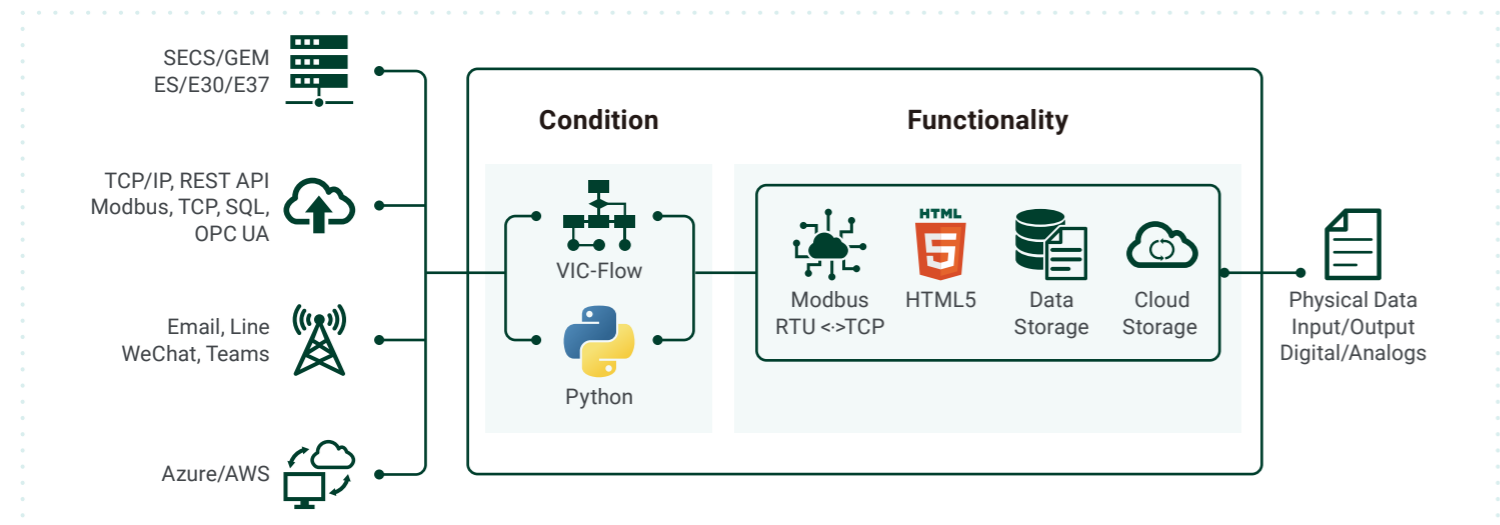 SECS/GEM
ES/E30/E37
TCP/IP, REST API
Modbus, TCP, SQL,
OPC UA
Email, Line
WeChat, Teams
Azure/AWS
Condition
VIC-Flow
Python
Functionality
Modbus
RTU <->TCP
HTML
5
HTML5
Data
Storage
Cloud
Storage
Physical Data
Input/Output
Digital/Analogs